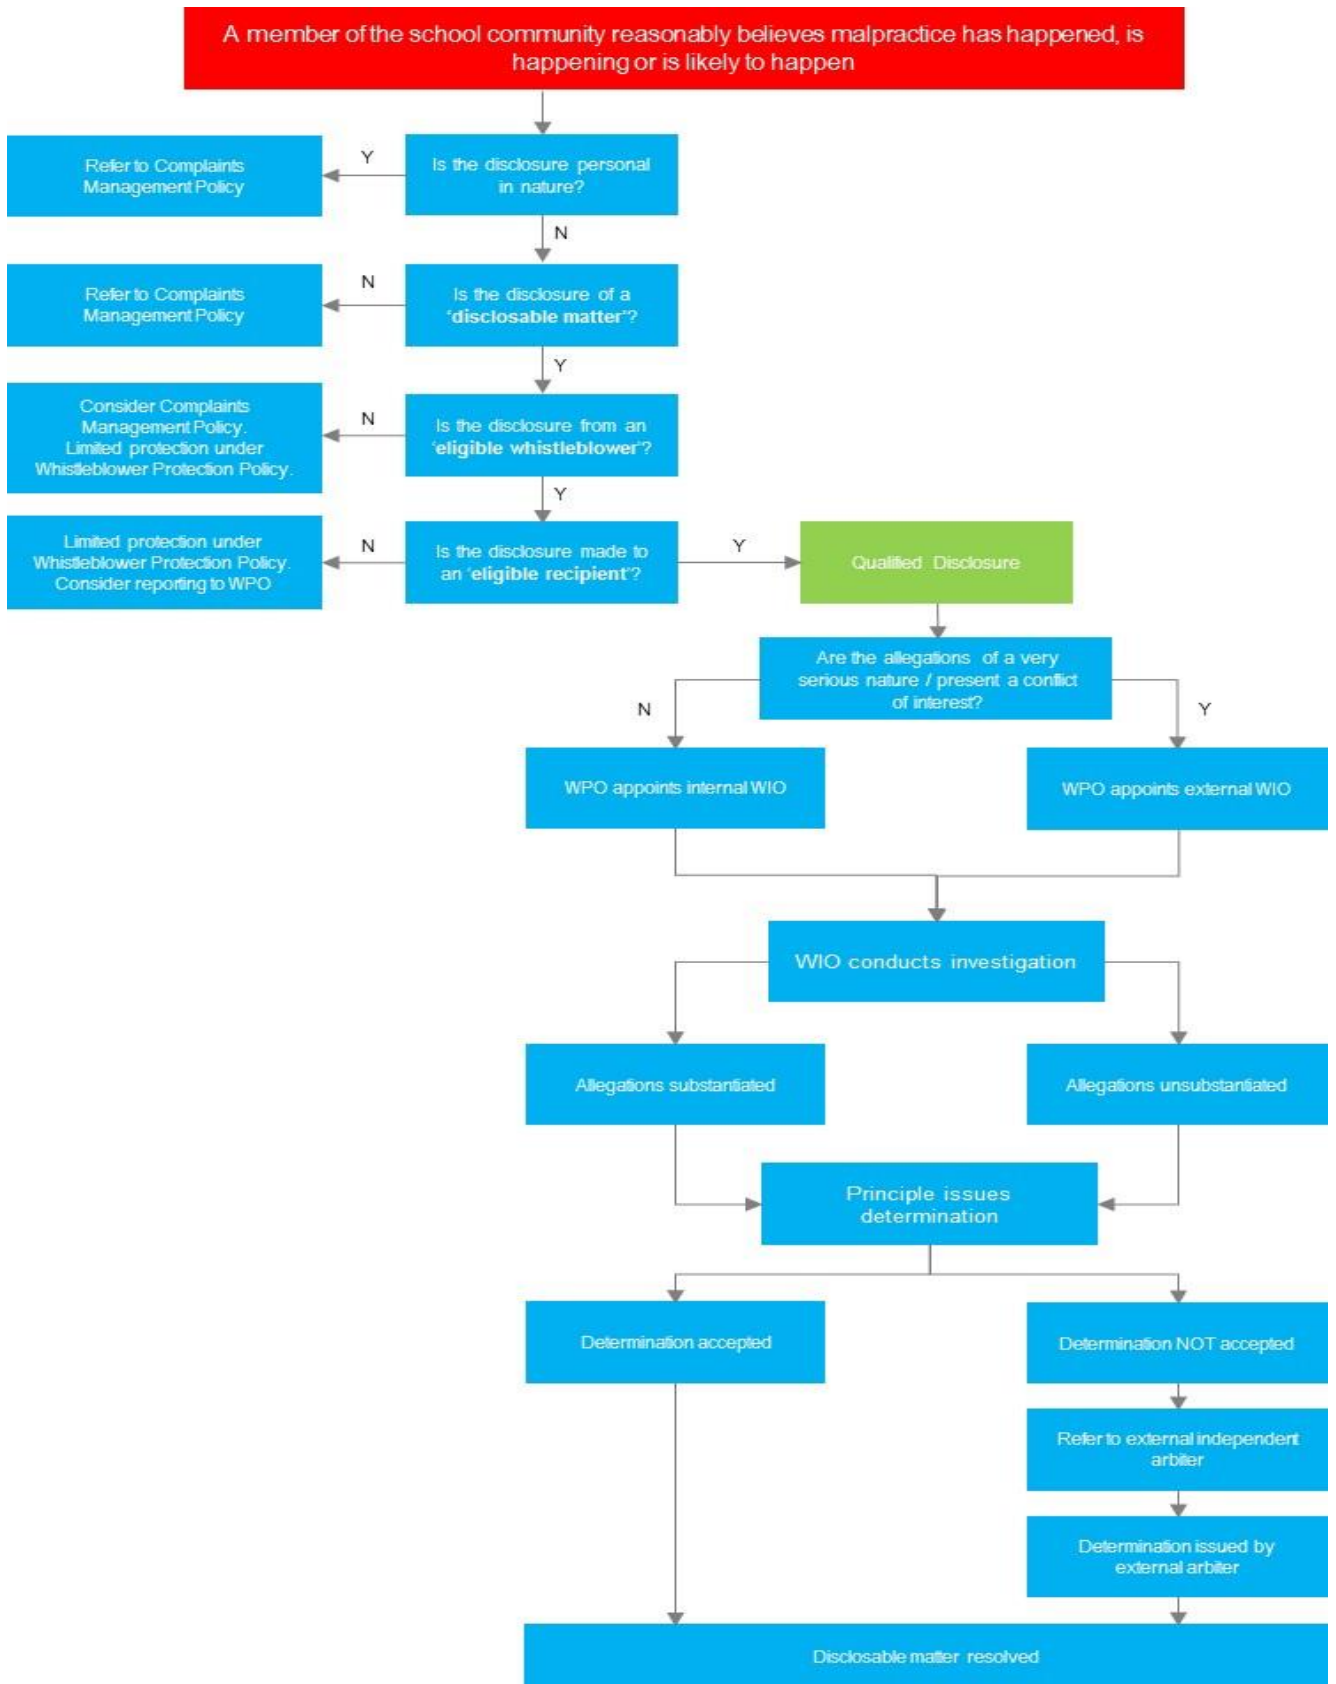 A member of the school community reasonably believes malpractice has happened, is
happening or is likely to happen
Refer to Complaints
Management Policy
Y
Is the disclosure personal
in nature?
N
Refer to Complaints
Management Policy
N
Is the disclosure of a
‘disclosable matter’?
Y
Consider Complaints
Management Policy.
Limited protection under
Whistleblower Protection Policy.
N
Is the disclosure from an
‘eligible whistleblower’?
Y
Limited protection under
Whistleblower Protection Policy.
Consider reporting to WPO
N
Is the disclosure made to
an ‘eligible recipient’?
Y
Qualified Disclosure
Are the allegations of a very
serious nature / present a conflict
of interest?
N
Y
WPO appoints internal WIO
WPO appoints external WIO
WIO conducts investigation
Allegations substantiated
Allegations unsubstantiated
Principle issues
determination
Determination accepted
Determination NOT accepted
Refer to external independent
arbiter
Determination issued by
external arbiter
Disclosable matter resolved